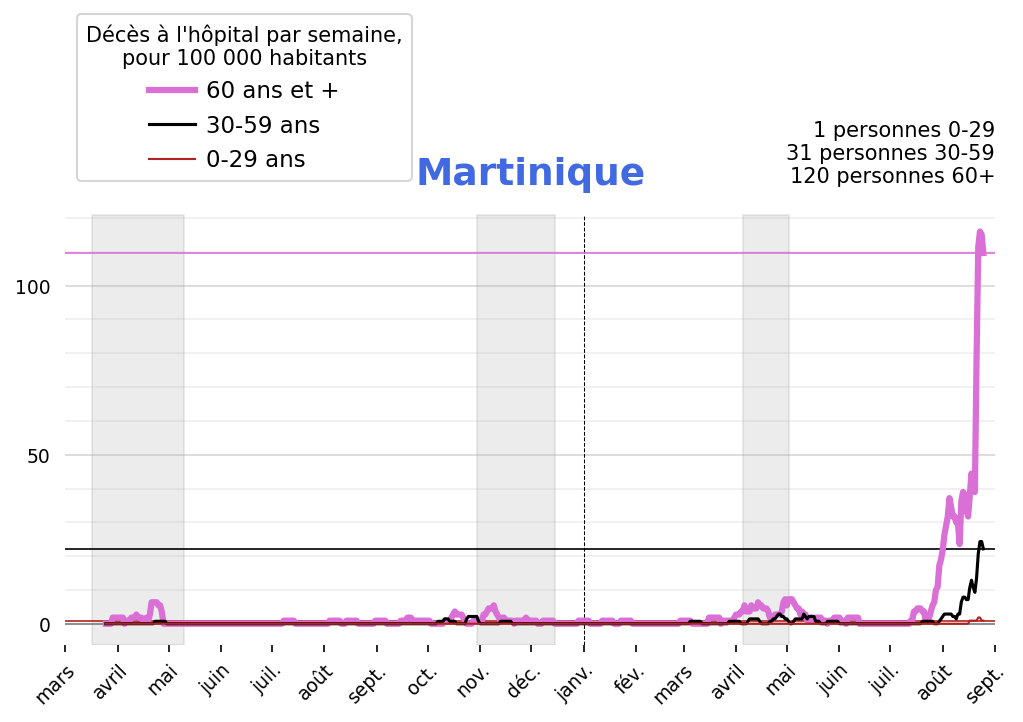 Décès à l'hôpital par semaine,
pour 100 000 habitants
60 ans et +
30-59 ans
0-29 ans
Martinique
1 personnes 0-29
31 personnes 30-59
120 personnes 60+
100
50
0
mars avril mai juin juil. août sept. oct. nov. déc. janv. fév. mars avril mai juin juil. août sept.